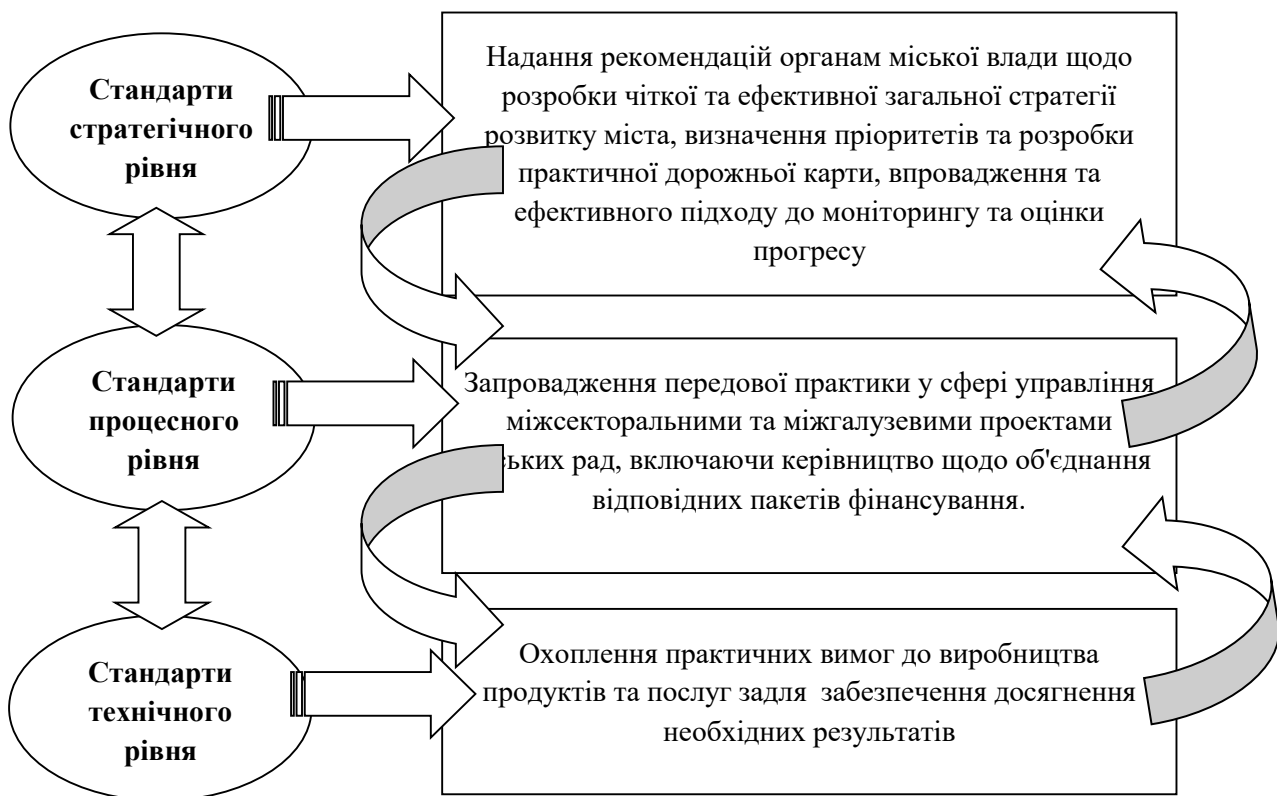 Стандарти
стратегічного
рівня
Надання рекомендацій органам міської влади щодо
розробки чіткої та ефективної загальної стратегії
розвитку міста, визначення пріоритетів та розробки
практичної дорожньої карти, впровадження та
ефективного підходу до моніторингу та оцінки
прогресу
Стандарти
процесного
рівня
Запровадження передової практики у сфері управління
міжсекторальними та міжгалузевими проектами
рад, включаючи керівництво щодо об'єднання
відповідних пакетів фінансування.
Стандарти
технічного
рівня
Охоплення практичних вимог до виробництва
продуктів та послуг задля забезпечення досягнення
необхідних результатів